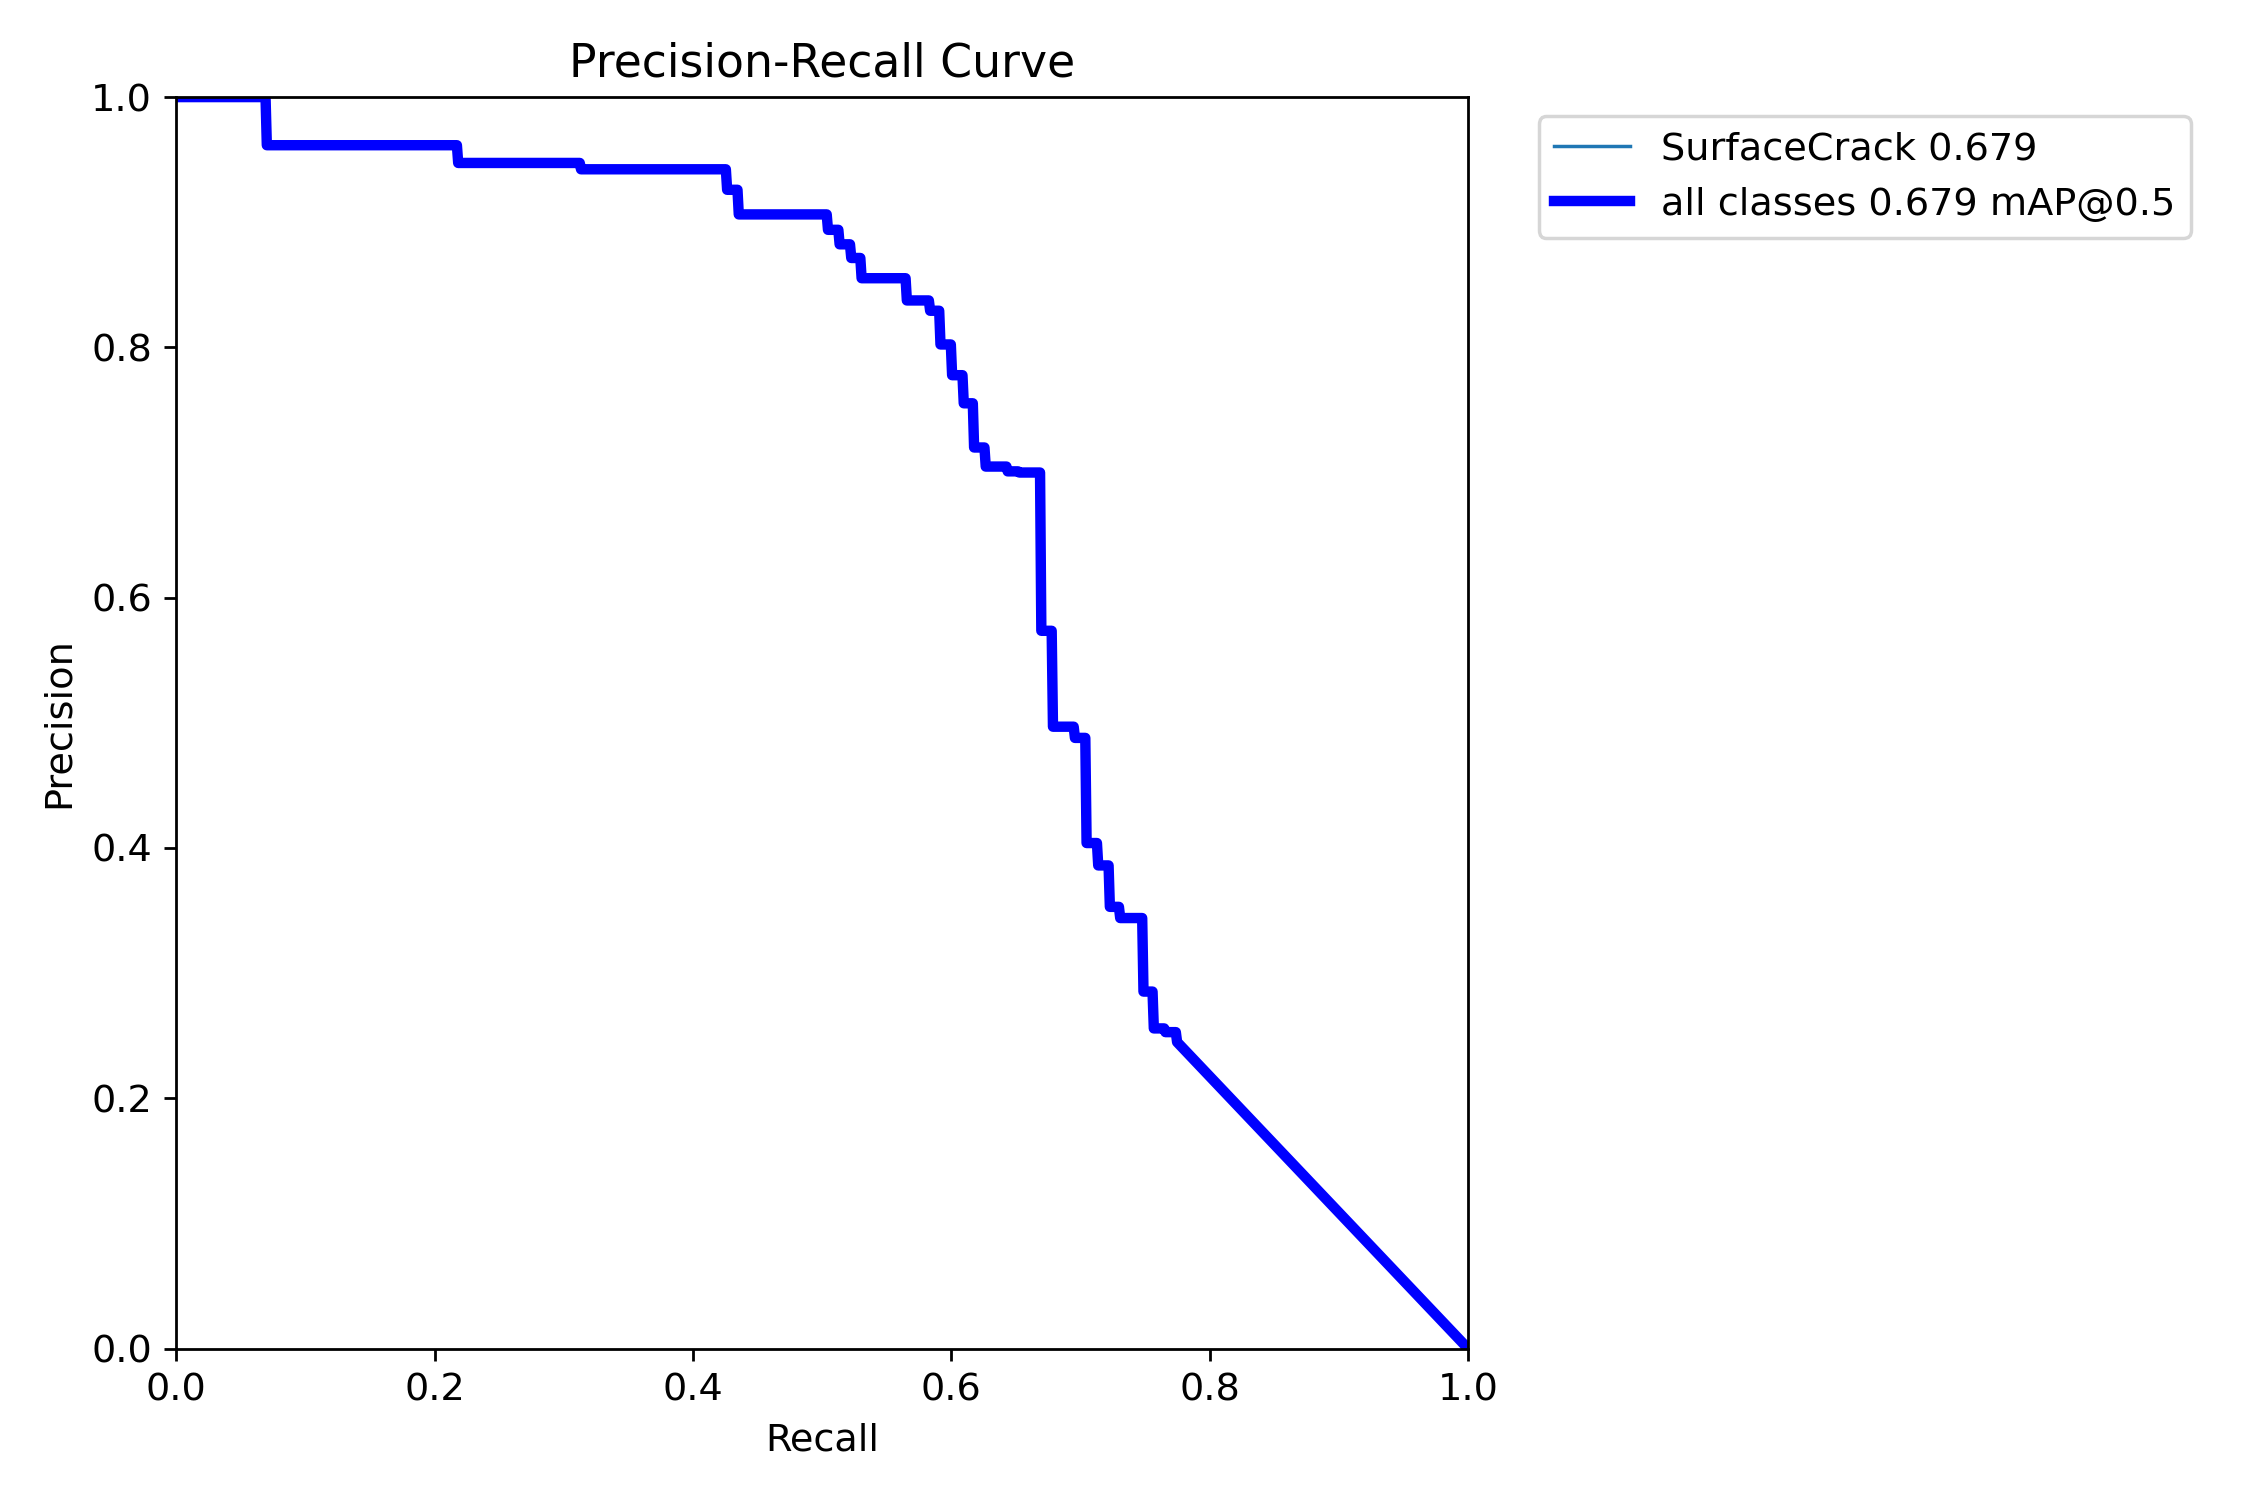 Precision-Recall Curve
1.0
0.8
0.6
0.4
0.2
0.0
Precision
0.0 0.2 0.4 0.6 0.8 1.0
Recall
SurfaceCrack 0.679
all classes 0.679 mAP@0.5